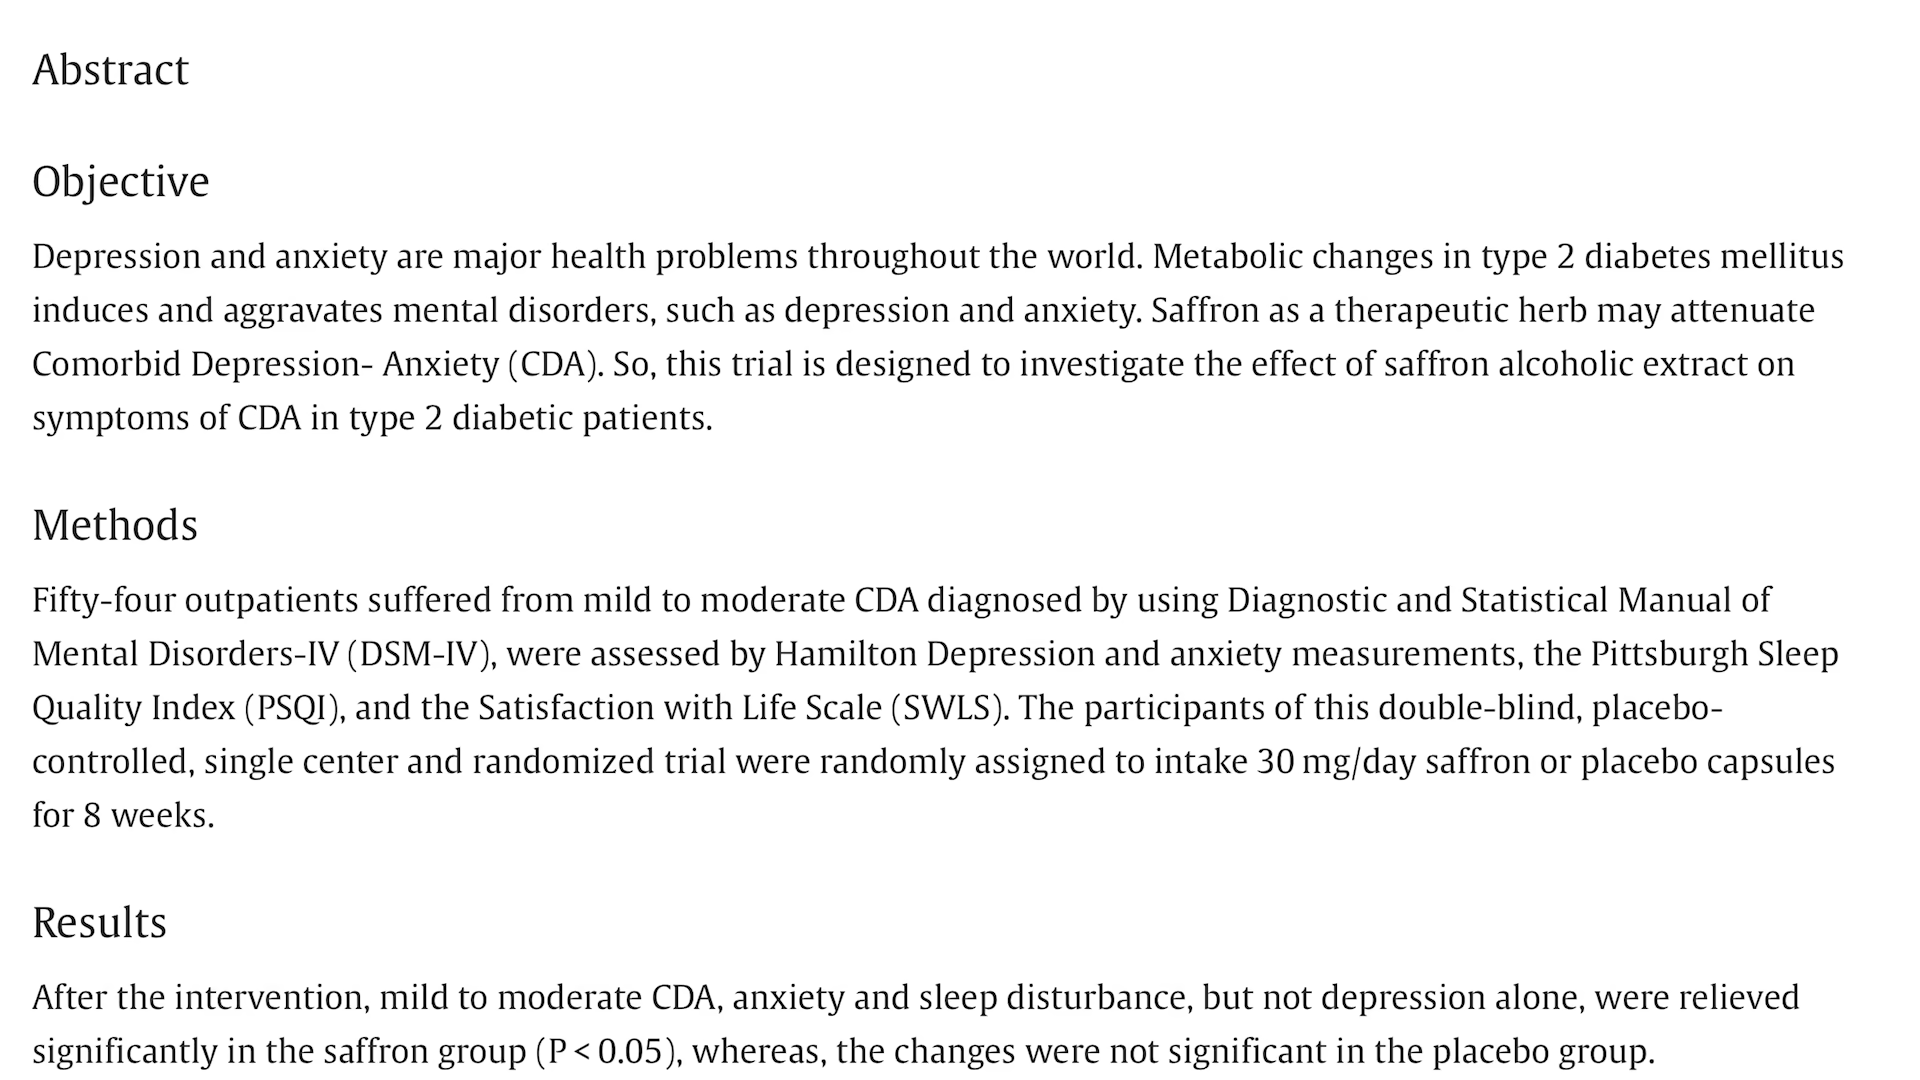 Abstract
Objective
Depression and anxiety are major health problems throughout the world. Metabolic changes in type 2 diabetes mellitus
induces and aggravates mental disorders, such as depression and anxiety. Saffron as a therapeutic herb may attenuate
Comorbid Depression- Anxiety (CDA). So, this trial is designed to investigate the effect of saffron alcoholic extract on
symptoms of CDA in type 2 diabetic patients.
Methods
Fifty-four outpatients suffered from mild to moderate CDA diagnosed by using Diagnostic and Statistical Manual of
Mental Disorders-IV (DSM-IV), were assessed by Hamilton Depression and anxiety measurements, the Pittsburgh Sleep
Quality Index (PSQI), and the Satisfaction with Life Scale (SWLS). The participants of this double-blind, placebo-
controlled, single center and randomized trial were randomly assigned to intake 30 mg/day saffron or placebo capsules
for 8 weeks.
Results
After the intervention, mild to moderate CDA, anxiety and sleep disturbance, but not depression alone, were relieved
significantly in the saffron group (P < 0.05), whereas, the changes were not significant in the placebo group.